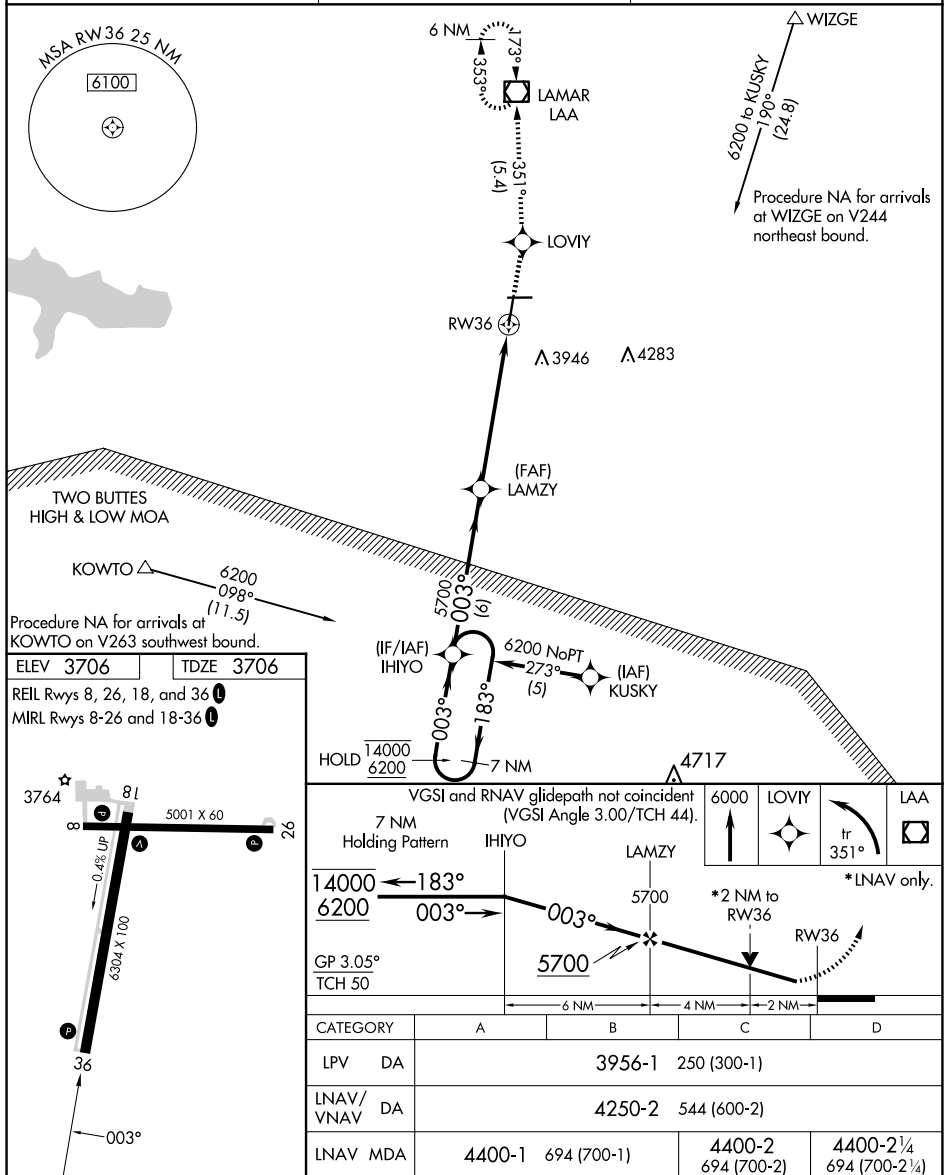 MSA RW 36 25 NM
6100
6 NM
173°
353°
LAMAR
LAA
351°
(5.4)
LOVIY
RW36
3946
4283
WIZGE
6200 to KUSKY
190°
(24.8)
Procedure NA for arrivals
at WIZGE on V244
northeast bound.
(FAF)
LAMZY
TWO BUTTES
HIGH & LOW MOA
KOWTO
6200
098°
(11.5)
Procedure NA for arrivals at
KOWTO on V263 southwest bound.
5700
003°
(6)
(IF/IAF)
IHIYO
6200 NoPT
273°
(5)
(IAF)
KUSKY
003°
183°
HOLD
14000
6200
7 NM
4717
ELEV 3706
TDZE 3706
REIL Rwys 8, 26, 18, and 36 L
MIRL Rwys 8-26 and 18-36 L
3764
P
18
5001 X 60
8
26
V
P
0.4% UP
6304 X 100
P
36
003°
VGSI and RNAV glidepath not coincident
(VGSI Angle 3.00/TCH 44).
7 NM
Holding Pattern
IHIYO
LAMZY
6000
LOVIY
tr
351°
LAA
*LNAV only.
14000
6200
183°
003°
003°
5700
5700
*2 NM to
RW36
RW36
GP 3.05°
TCH 50
6 NM
4 NM
2 NM
CATEGORY A B C D
LPV DA 3956-1 250 (300-1)
LNAV/
VNAV DA 4250-2 544 (600-2)
LNAV MDA 4400-1 694 (700-1) 4400-2 694 (700-2) 4400-2¼ 694 (700-2¼)